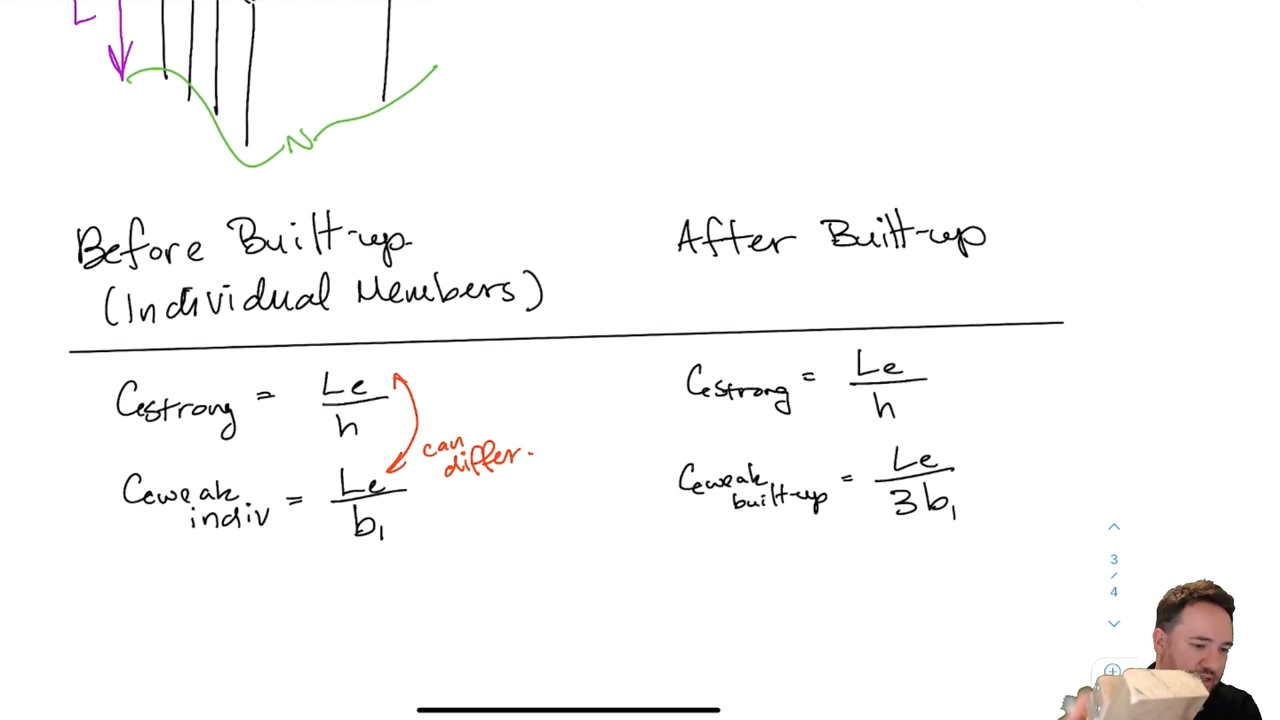 L
N
Before Built-up
(Individual Members)
After Built-up
Cestrong = Le/h
can differ.
Ceweak indiv = Le/b1
Cestrong = Le/h
Ceweak built-up = Le/3b1
3
/
4